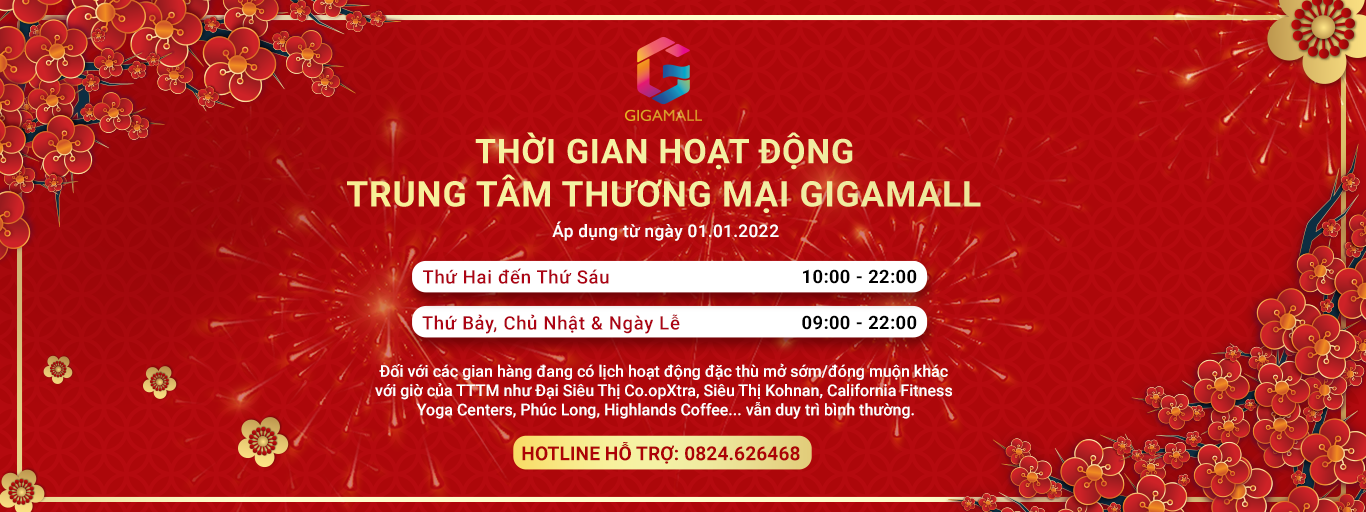 GIGAMALL
THỜI GIAN HOẠT ĐỘNG
TRUNG TÂM THƯƠNG MẠI GIGAMALL
Áp dụng từ ngày 01.01.2022
Thứ Hai đến Thứ Sáu 10:00 - 22:00
Thứ Bảy, Chủ Nhật & Ngày Lễ 09:00 - 22:00
Đối với các gian hàng đang có lịch hoạt động đặc thù mở sớm/đóng muộn khác
với giờ của TTTM như Đại Siêu Thị Co.opXtra, Siêu Thị Kohnan, California Fitness
Yoga Centers, Phúc Long, Highlands Coffee... vẫn duy trì bình thường.
HOTLINE HỖ TRỢ: 0824.626468